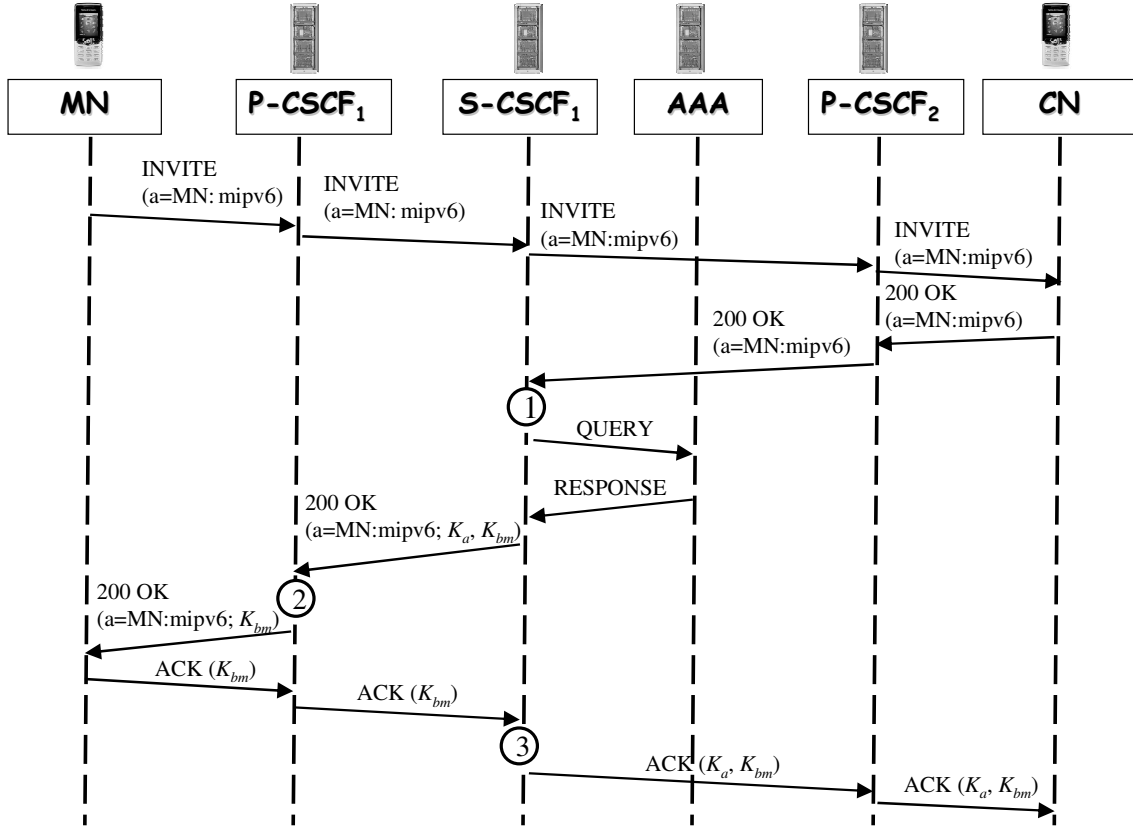 MN
P-CSCF1
S-CSCF1
AAA
P-CSCF2
CN
INVITE
(a=MN: mipv6)
INVITE
(a=MN: mipv6)
INVITE
(a=MN:mipv6)
INVITE
(a=MN:mipv6)
200 OK
(a=MN:mipv6)
200 OK
(a=MN:mipv6)
1
QUERY
RESPONSE
200 OK
(a=MN:mipv6; Ka, Kbm)
2
200 OK
(a=MN:mipv6; Kbm)
ACK (Kbm)
ACK (Kbm)
3
ACK (Ka, Kbm)
ACK (Ka, Kbm)